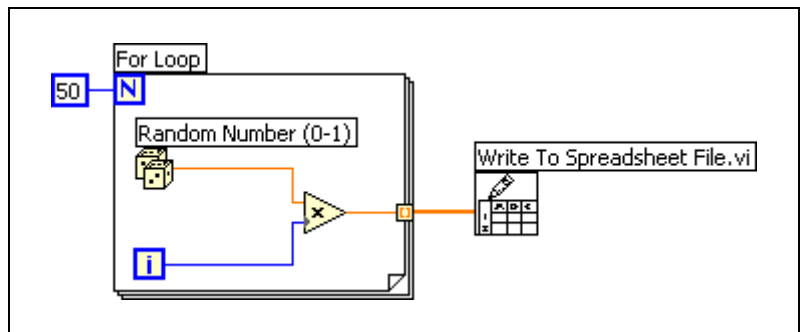 For Loop
50
N
Random Number (0-1)
Write To Spreadsheet File.vi
x
i